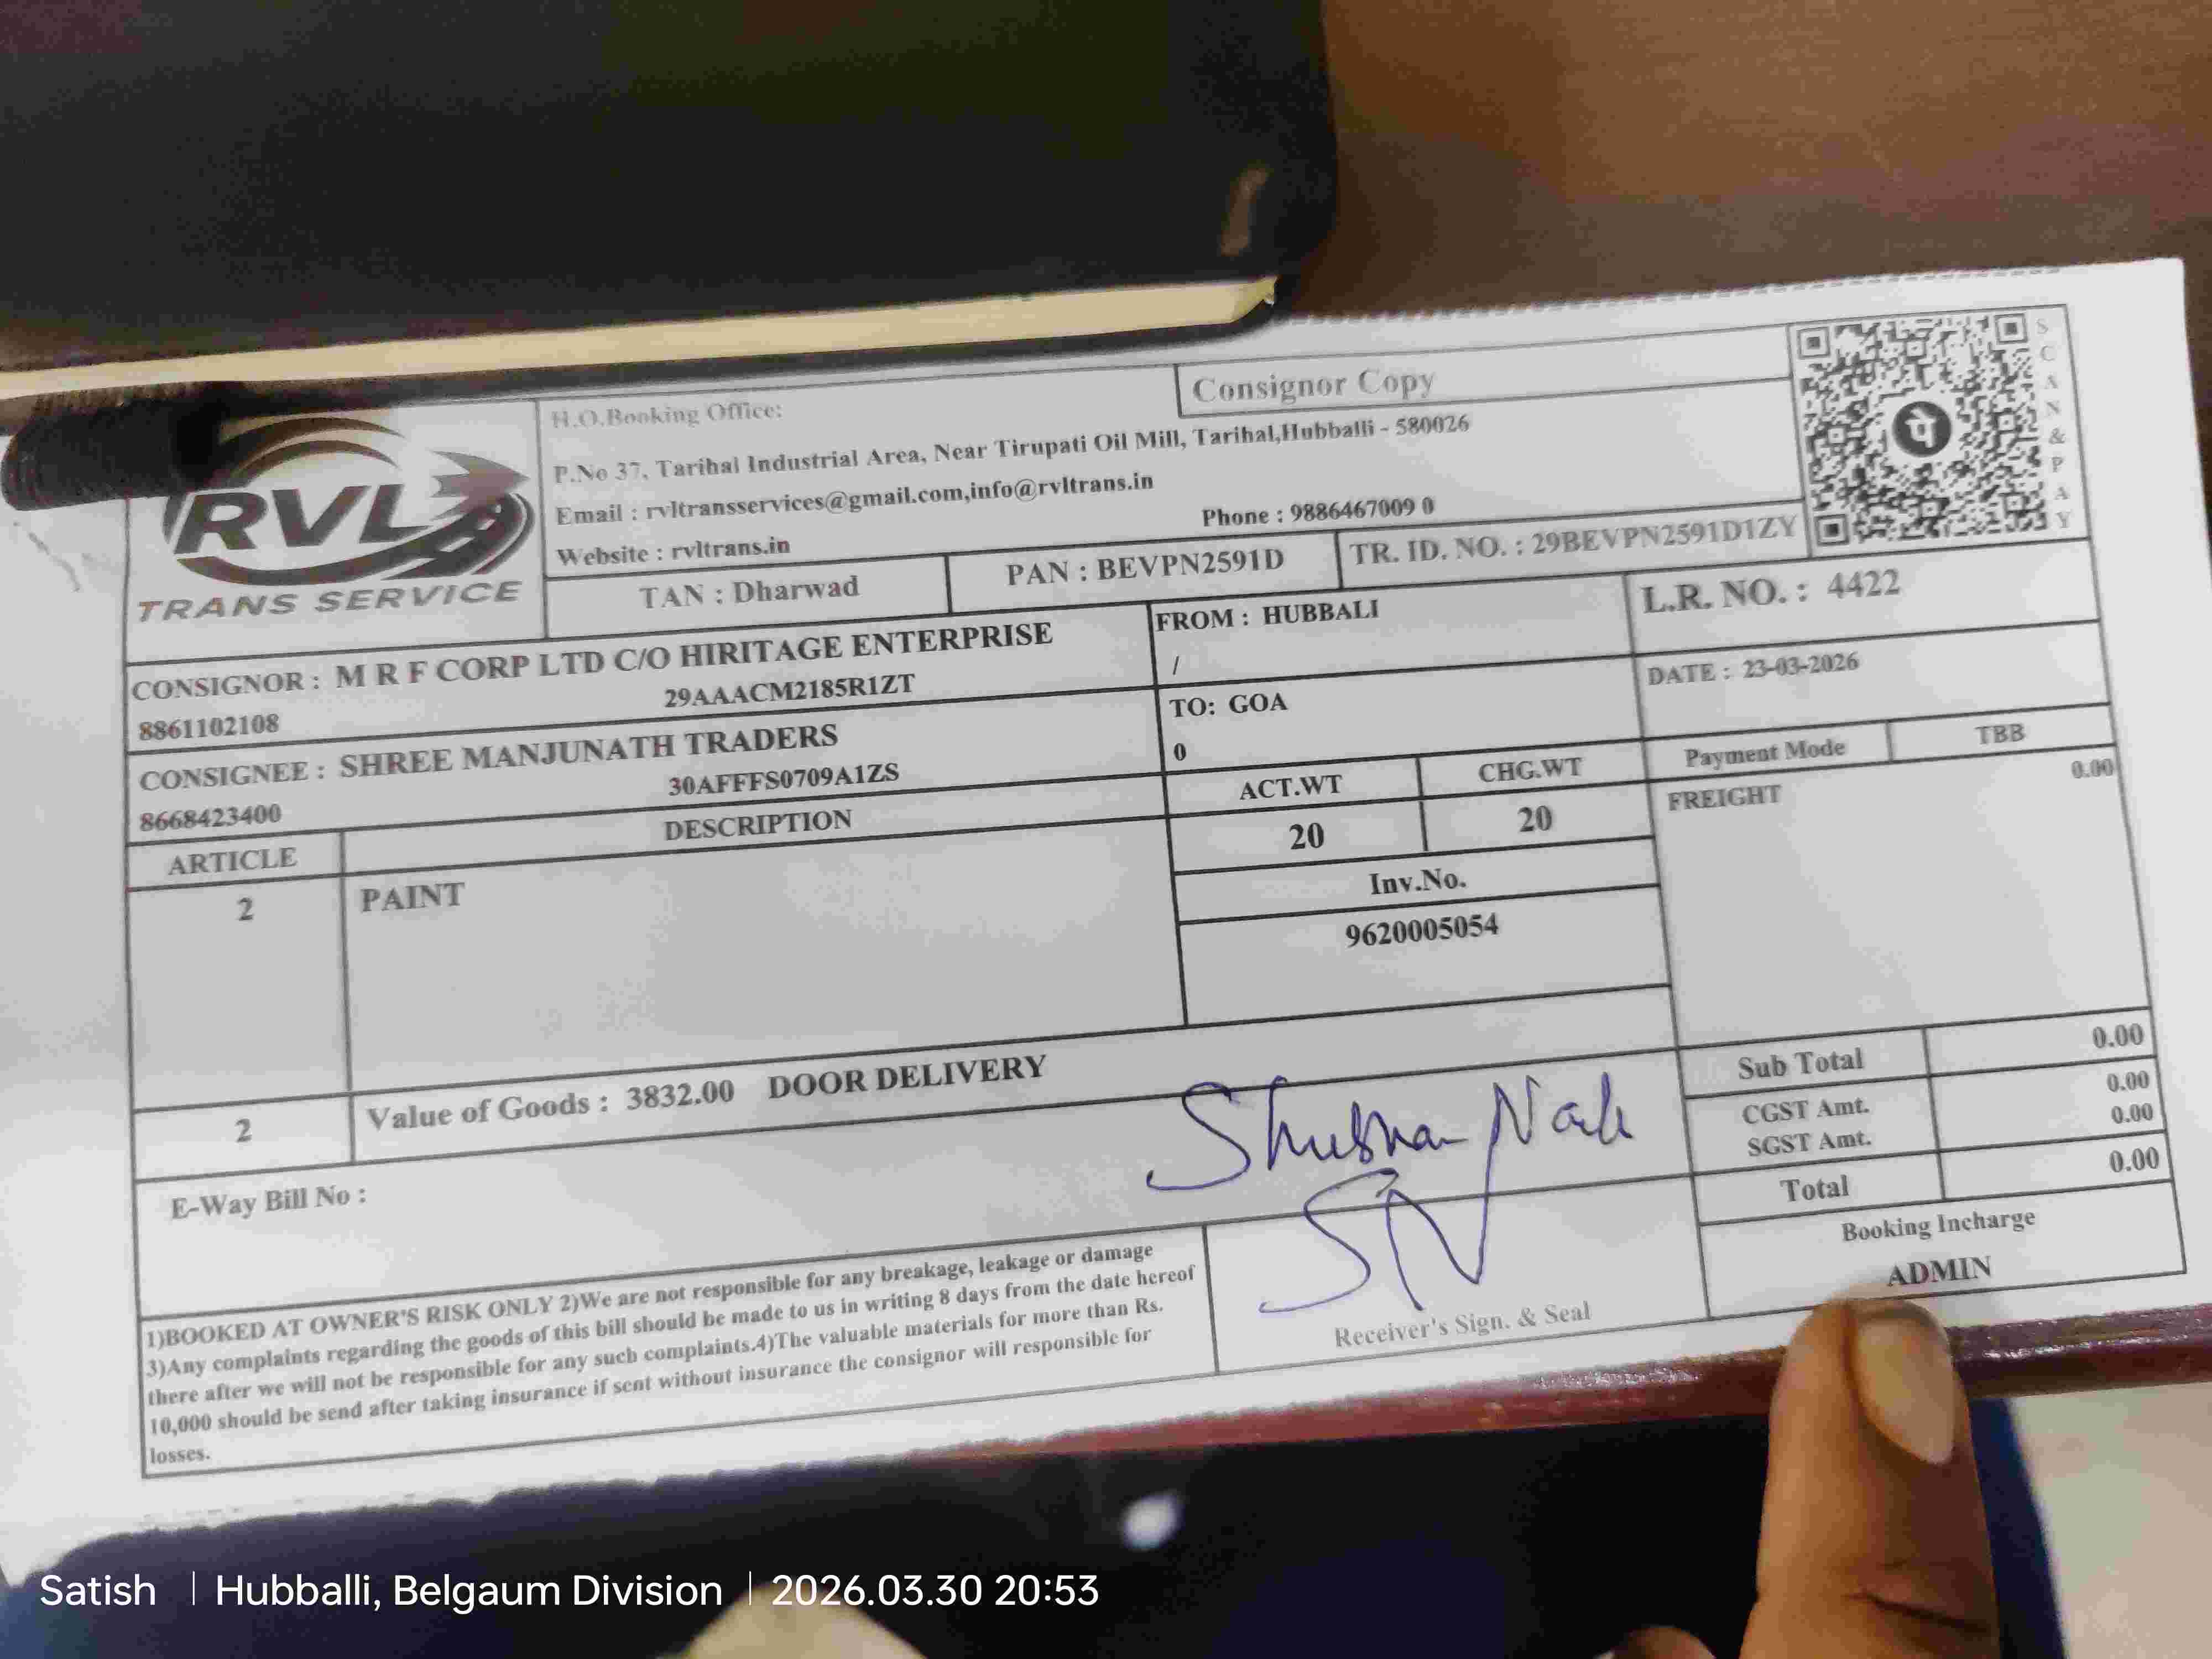 Consignor Copy
H.O.Booking Office:
P.No 37, Tarihal Industrial Area, Near Tirupati Oil Mill, Tarihal,Hubballi - 580026
Email : rvltransservices@gmail.com,info@rvltrans.in
Phone : 9886467009 0
Website : rvltrans.in
RVL
TRANS SERVICE
SCAN&PAY
पे
TAN : Dharwad
PAN : BEVPN2591D
TR. ID. NO. : 29BEVPN2591D1ZY
CONSIGNOR : M R F CORP LTD C/O HIRITAGE ENTERPRISE
8861102108 29AAACM2185R1ZT
FROM : HUBBALI
/
L.R. NO. : 4422
CONSIGNEE : SHREE MANJUNATH TRADERS
8668423400 30AFFFS0709A1ZS
TO: GOA
0
DATE : 23-03-2026
Payment Mode TBB
ARTICLE DESCRIPTION ACT.WT CHG.WT
2 PAINT 20 20
FREIGHT 0.00
Inv.No.
9620005054
2 Value of Goods : 3832.00 DOOR DELIVERY
Sub Total 0.00
CGST Amt. 0.00
SGST Amt. 0.00
Total 0.00
E-Way Bill No :
SN
Receiver's Sign. & Seal
Booking Incharge
ADMIN
1)BOOKED AT OWNER'S RISK ONLY 2)We are not responsible for any breakage, leakage or damage
3)Any complaints regarding the goods of this bill should be made to us in writing 8 days from the date hereof
there after we will not be responsible for any such complaints.4)The valuable materials for more than Rs.
10,000 should be send after taking insurance if sent without insurance the consignor will responsible for
losses.
Satish | Hubballi, Belgaum Division | 2026.03.30 20:53